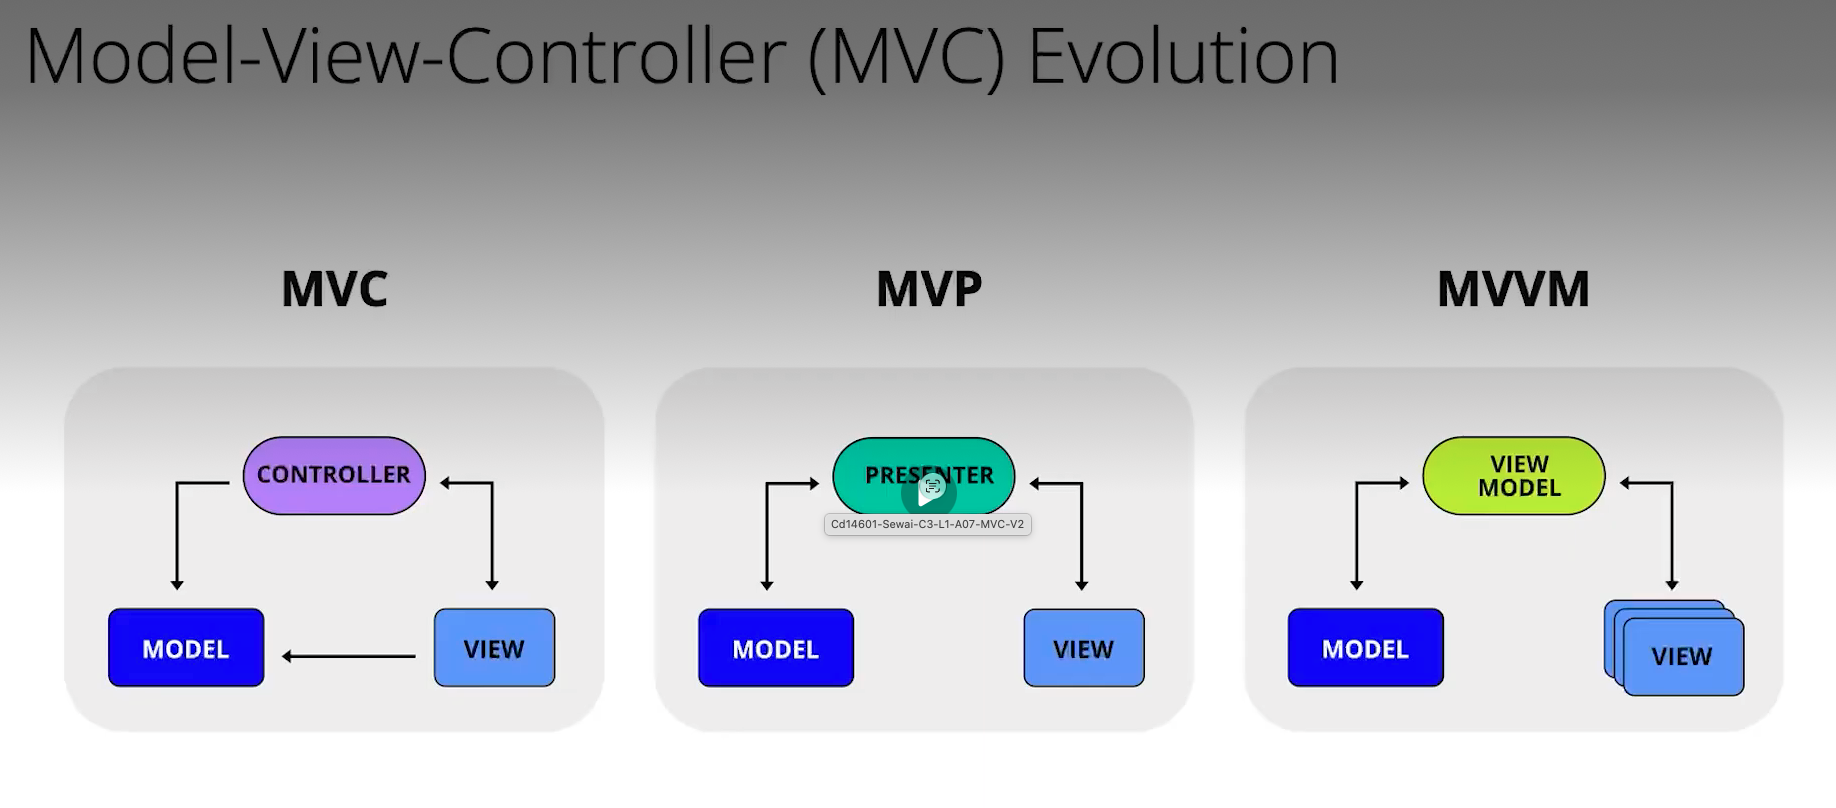 Model-View-Controller (MVC) Evolution
MVC
MVP
MVVM
CONTROLLER
MODEL
VIEW
PRESENTER
Cd14601-Sewai-C3-L1-A07-MVC-V2
MODEL
VIEW
VIEW
MODEL
MODEL
VIEW